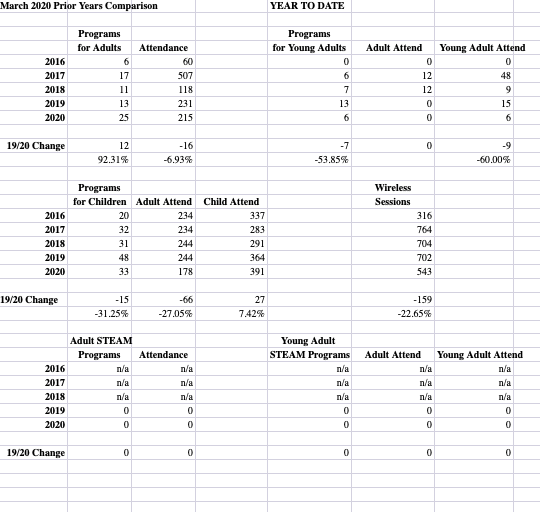 March 2020 Prior Years Comparison YEAR TO DATE
Programs Programs
for Adults Attendance for Young Adults Adult Attend Young Adult Attend
2016 6 60 0 0 0
2017 17 507 6 12 48
2018 11 118 7 12 9
2019 13 231 13 0 15
2020 25 215 6 0 6
19/20 Change 12 -16 -7 0 -9
92.31% -6.93% -53.85% -60.00%
Programs Wireless
for Children Adult Attend Child Attend Sessions
2016 20 234 337 316
2017 32 234 283 764
2018 31 244 291 704
2019 48 244 364 702
2020 33 178 391 543
19/20 Change -15 -66 27 -159
-31.25% -27.05% 7.42% -22.65%
Adult STEAM Young Adult
Programs Attendance STEAM Programs Adult Attend Young Adult Attend
2016 n/a n/a n/a n/a n/a
2017 n/a n/a n/a n/a n/a
2018 n/a n/a n/a n/a n/a
2019 0 0 0 0 0
2020 0 0 0 0 0
19/20 Change 0 0 0 0 0